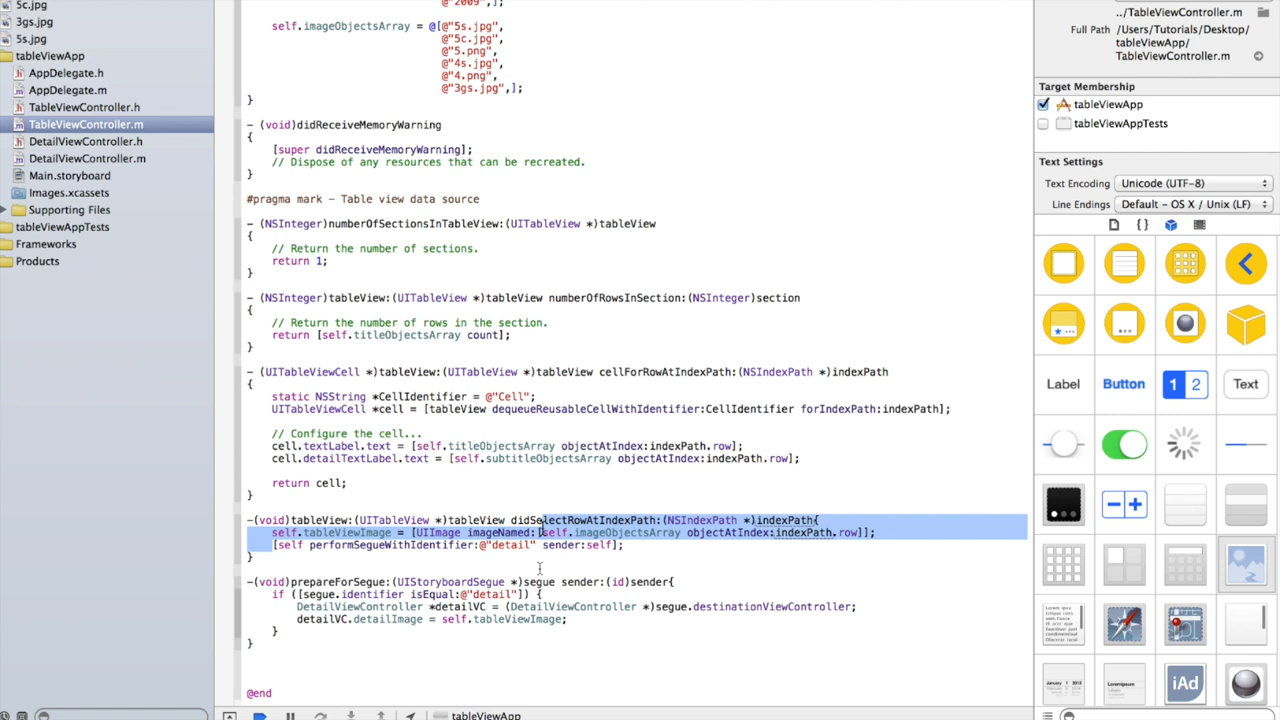 5c.jpg
3gs.jpg
5s.jpg
tableViewApp
AppDelegate.h
AppDelegate.m
TableViewController.h
TableViewController.m
DetailViewController.h
DetailViewController.m
Main.storyboard
Images.xcassets
Supporting Files
tableViewAppTests
Frameworks
Products
@"2009",];
self.imageObjectsArray = @[@"5s.jpg",
@"5c.jpg",
@"5.png",
@"4s.jpg",
@"4.png",
@"3gs.jpg",];
}
- (void)didReceiveMemoryWarning
{
[super didReceiveMemoryWarning];
// Dispose of any resources that can be recreated.
}
#pragma mark - Table view data source
- (NSInteger)numberOfSectionsInTableView:(UITableView *)tableView
{
// Return the number of sections.
return 1;
}
- (NSInteger)tableView:(UITableView *)tableView numberOfRowsInSection:(NSInteger)section
{
// Return the number of rows in the section.
return [self.titleObjectsArray count];
}
- (UITableViewCell *)tableView:(UITableView *)tableView cellForRowAtIndexPath:(NSIndexPath *)indexPath
{
static NSString *CellIdentifier = @"Cell";
UITableViewCell *cell = [tableView dequeueReusableCellWithIdentifier:CellIdentifier forIndexPath:indexPath];
// Configure the cell...
cell.textLabel.text = [self.titleObjectsArray objectAtIndex:indexPath.row];
cell.detailTextLabel.text = [self.subtitleObjectsArray objectAtIndex:indexPath.row];
return cell;
}
-(void)tableView:(UITableView *)tableView didSelectRowAtIndexPath:(NSIndexPath *)indexPath{
self.tableViewImage = [UIImage imageNamed:[self.imageObjectsArray objectAtIndex:indexPath.row]];
[self performSegueWithIdentifier:@"detail" sender:self];
}
-(void)prepareForSegue:(UIStoryboardSegue *)segue sender:(id)sender{
if ([segue.identifier isEqual:@"detail"]) {
DetailViewController *detailVC = (DetailViewController *)segue.destinationViewController;
detailVC.detailImage = self.tableViewImage;
}
}
@end
tableViewApp
../TableViewController.m
Full Path /Users/Tutorials/Desktop/
tableViewApp/
TableViewController.m
Target Membership
tableViewApp
tableViewAppTests
Text Settings
Text Encoding Unicode (UTF-8)
Line Endings Default - OS X / Unix (LF)
Label Button 1 2 Text
iAd